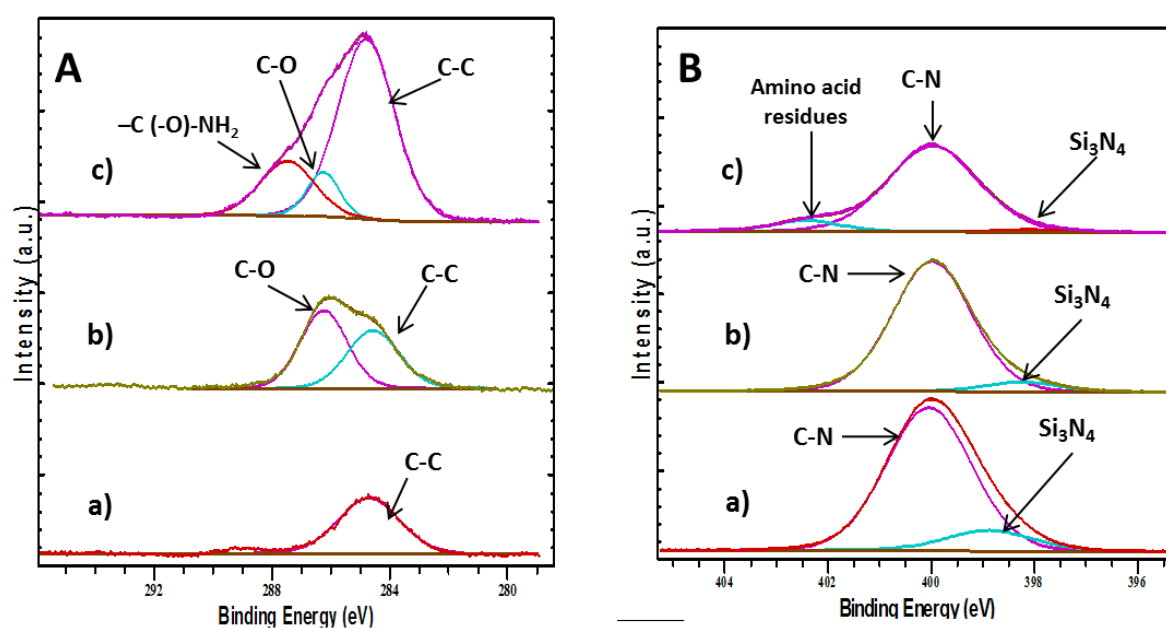 A
C-O
C-C
–C (-O)-NH₂
c)
C-O
C-C
b)
C-C
a)
Intensity (a.u.)
292 288 284 280
Binding Energy (eV)
B
Amino acid
residues
C-N
Si₃N₄
c)
C-N
Si₃N₄
b)
C-N
Si₃N₄
a)
Intensity (a.u.)
404 402 400 398 396
Binding Energy (eV)